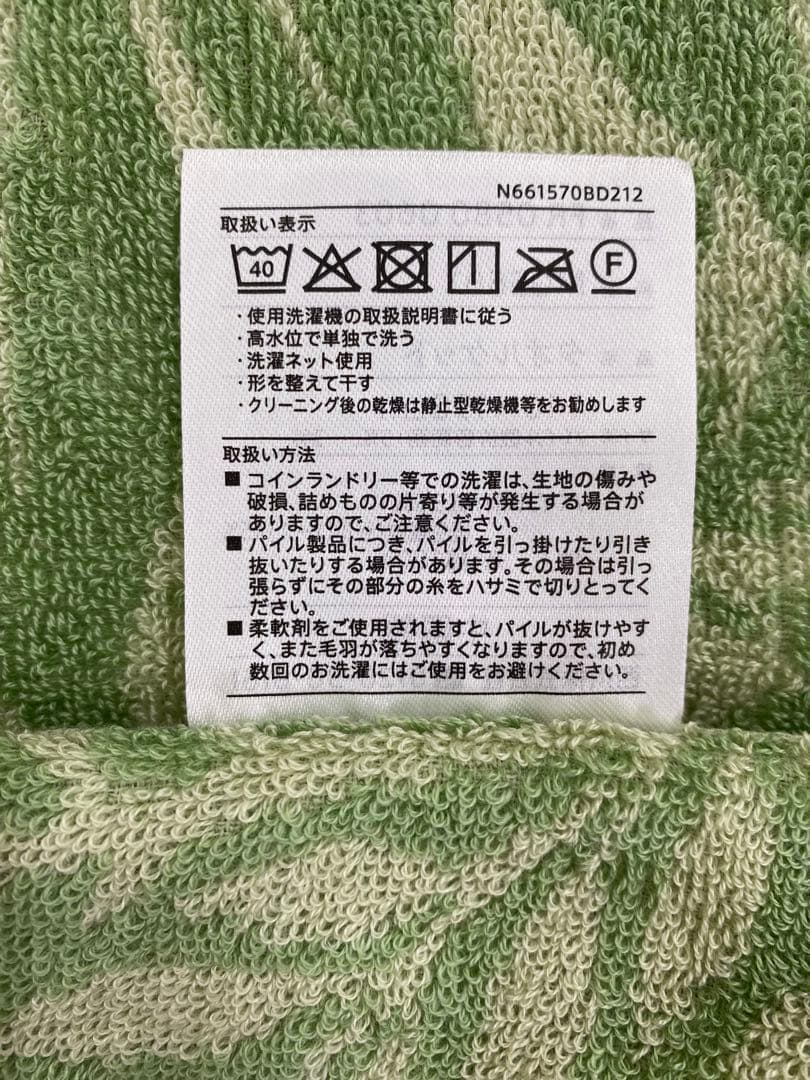 N661570BD212
取扱い表示
40
F
・使用洗濯機の取扱説明書に従う
・高水位で単独で洗う
・洗濯ネット使用
・形を整えて干す
・クリーニング後の乾燥は静止型乾燥機等をお勧めします
取扱い方法
■コインランドリー等での洗濯は、生地の傷みや
破損、詰めものの片寄り等が発生する場合が
ありますので、ご注意ください。
■パイル製品につき、パイルを引っ掛けたり引き
抜いたりする場合があります。その場合は引っ
張らずにその部分の糸をハサミで切りとってく
ださい。
■柔軟剤をご使用されますと、パイルが抜けやす
く、また毛羽が落ちやすくなりますので、初め
数回のお洗濯にはご使用をお避けください。